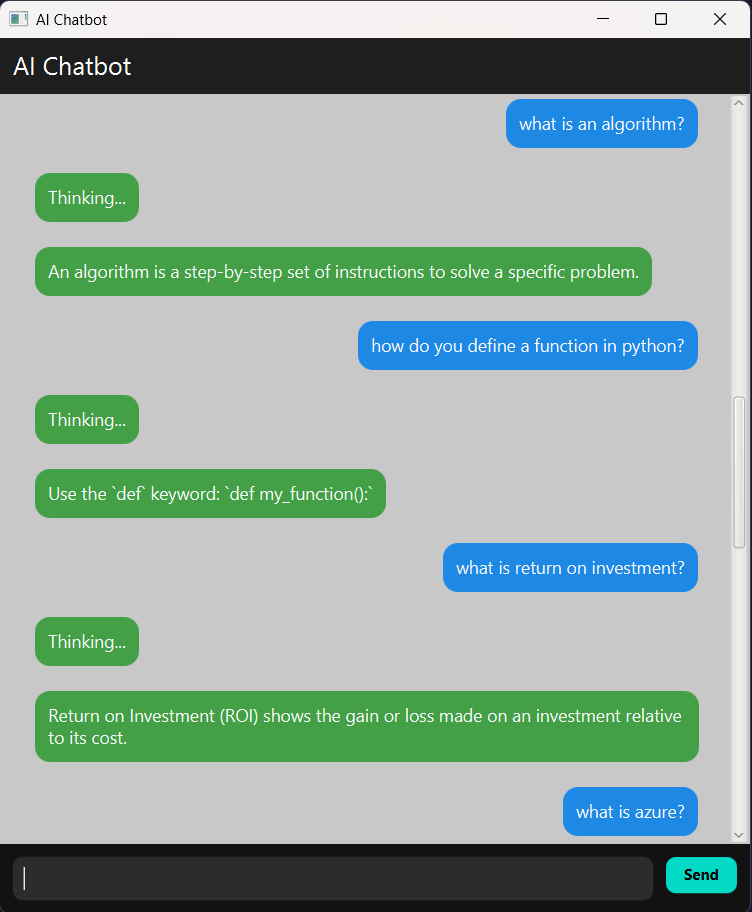 AI Chatbot
AI Chatbot
what is an algorithm?
Thinking...
An algorithm is a step-by-step set of instructions to solve a specific problem.
how do you define a function in python?
Thinking...
Use the `def` keyword: `def my_function():`
what is return on investment?
Thinking...
Return on Investment (ROI) shows the gain or loss made on an investment relative
to its cost.
what is azure?
Send